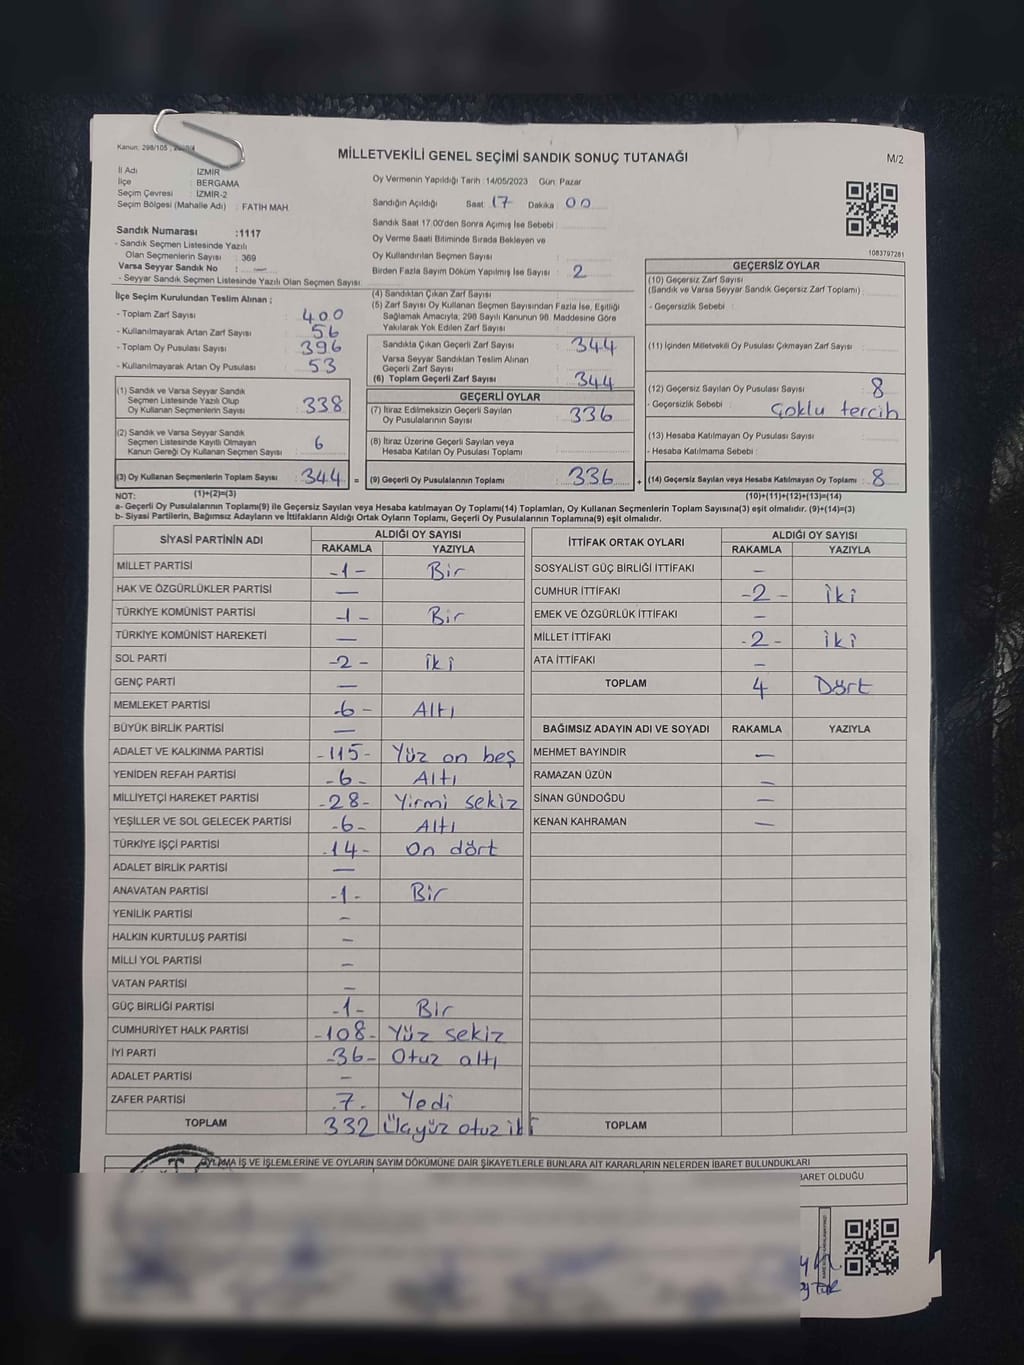 Kanun: 298/105
MİLLETVEKİLİ GENEL SEÇİMİ SANDIK SONUÇ TUTANAĞI
M/2
İl Adı : İZMİR
İlçe : BERGAMA
Seçim Çevresi : İZMİR-2
Seçim Bölgesi (Mahalle Adı) : FATİH MAH.
Sandık Numarası :1117
- Sandık Seçmen Listesinde Yazılı
Olan Seçmenlerin Sayısı : 369
Varsa Seyyar Sandık No : —
- Seyyar Sandık Seçmen Listesinde Yazılı Olan Seçmen Sayısı
Oy Vermenin Yapıldığı Tarih :14/05/2023 Gün: Pazar
Sandığın Açıldığı Saat: 17 Dakika: 00
Sandık Saat 17.00'den Sonra Açımış İse Sebebi :
Oy Verme Saati Bitiminde Sırada Bekleyen ve
Oy Kullandırılan Seçmen Sayısı :
Birden Fazla Sayım Döküm Yapılmış İse Sayısı : 2
1083797281
İlçe Seçim Kurulundan Teslim Alınan ;
- Toplam Zarf Sayısı : 400
- Kullanılmayarak Artan Zarf Sayısı : 56
- Toplam Oy Pusulası Sayısı : 396
- Kullanılmayarak Artan Oy Pusulası : 53
(4) Sandıktan Çıkan Zarf Sayısı :
(5) Zarf Sayısı Oy Kullanan Seçmen Sayısından Fazla İse, Eşitliği
Sağlamak Amacıyla, 298 Sayılı Kanunun 98. Maddesine Göre
Yakılarak Yok Edilen Zarf Sayısı :
Sandıkta Çıkan Geçerli Zarf Sayısı : 344
Varsa Seyyar Sandıktan Teslim Alınan
Geçerli Zarf Sayısı :
(6) Toplam Geçerli Zarf Sayısı : 344
(1) Sandık ve Varsa Seyyar Sandık
Seçmen Listesinde Yazılı Olup
Oy Kullanan Seçmenlerin Sayısı : 338
(2) Sandık ve Varsa Seyyar Sandık
Seçmen Listesinde Kayıtlı Olmayan
Kanun Gereği Oy Kullanan Seçmen Sayısı : 6
(3) Oy Kullanan Seçmenlerin Toplam Sayısı : 344 =
(1)+(2)=(3)
GEÇERLİ OYLAR
(7) İtiraz Edilmeksizin Geçerli Sayılan
Oy Pusulalarının Sayısı : 336
(8) İtiraz Üzerine Geçerli Sayılan veya
Hesaba Katılan Oy Pusulası Toplamı :
(9) Geçerli Oy Pusulalarının Toplamı : 336 +
GEÇERSİZ OYLAR
(10) Geçersiz Zarf Sayısı
(Sandık ve Varsa Seyyar Sandık Geçersiz Zarf Toplamı) :
- Geçersizlik Sebebi :
(11) İçinden Milletvekili Oy Pusulası Çıkmayan Zarf Sayısı :
(12) Geçersiz Sayılan Oy Pusulası Sayısı : 8
- Geçersizlik Sebebi : Çoklu tercih
(13) Hesaba Katılmayan Oy Pusulası Sayısı :
- Hesaba Katılmama Sebebi :
(14) Geçersiz Sayılan veya Hesaba Katılmayan Oy Toplamı : 8
(10)+(11)+(12)+(13)=(14)
NOT:
a- Geçerli Oy Pusulalarının Toplamı(9) ile Geçersiz Sayılan veya Hesaba katılmayan Oy Toplamı(14) Toplamları, Oy Kullanan Seçmenlerin Toplam Sayısına(3) eşit olmalıdır. (9)+(14)=(3)
b- Siyasi Partilerin, Bağımsız Adayların ve İttifakların Aldığı Ortak Oyların Toplamı, Geçerli Oy Pusulalarının Toplamına(9) eşit olmalıdır.
SİYASİ PARTİNİN ADI ALDIĞI OY SAYISI
RAKAMLA YAZIYLA
MİLLET PARTİSİ -1- Bir
HAK VE ÖZGÜRLÜKLER PARTİSİ —
TÜRKİYE KOMÜNİST PARTİSİ -1- Bir
TÜRKİYE KOMÜNİST HAREKETİ —
SOL PARTİ -2- iki
GENÇ PARTİ —
MEMLEKET PARTİSİ -6- Altı
BÜYÜK BİRLİK PARTİSİ —
ADALET VE KALKINMA PARTİSİ -115- Yüz on beş
YENİDEN REFAH PARTİSİ -6- Altı
MİLLİYETÇİ HAREKET PARTİSİ -28- Yirmi sekiz
YEŞİLLER VE SOL GELECEK PARTİSİ -6- Altı
TÜRKİYE İŞÇİ PARTİSİ -14- On dört
ADALET BİRLİK PARTİSİ —
ANAVATAN PARTİSİ -1- Bir
YENİLİK PARTİSİ -
HALKIN KURTULUŞ PARTİSİ -
MİLLİ YOL PARTİSİ -
VATAN PARTİSİ -
GÜÇ BİRLİĞİ PARTİSİ -1- Bir
CUMHURİYET HALK PARTİSİ -108- Yüz sekiz
İYİ PARTİ -36- Otuz altı
ADALET PARTİSİ -
ZAFER PARTİSİ .7. Yedi
TOPLAM 332 Üçyüz otuz iki
İTTİFAK ORTAK OYLARI ALDIĞI OY SAYISI
RAKAMLA YAZIYLA
SOSYALİST GÜÇ BİRLİĞİ İTTİFAKI —
CUMHUR İTTİFAKI -2- iki
EMEK VE ÖZGÜRLÜK İTTİFAKI —
MİLLET İTTİFAKI -2- iki
ATA İTTİFAKI —
TOPLAM 4 Dört
BAĞIMSIZ ADAYIN ADI VE SOYADI RAKAMLA YAZIYLA
MEHMET BAYINDIR —
RAMAZAN ÜZÜN —
SİNAN GÜNDOĞDU —
KENAN KAHRAMAN —
TOPLAM
İŞ VE İŞLEMLERİNE VE OYLARIN SAYIM DÖKÜMÜNE DAİR ŞİKAYETLERLE BUNLARA AİT KARARLARIN NELERDEN İBARET BULUNDUKLARI
İBARET OLDUĞU